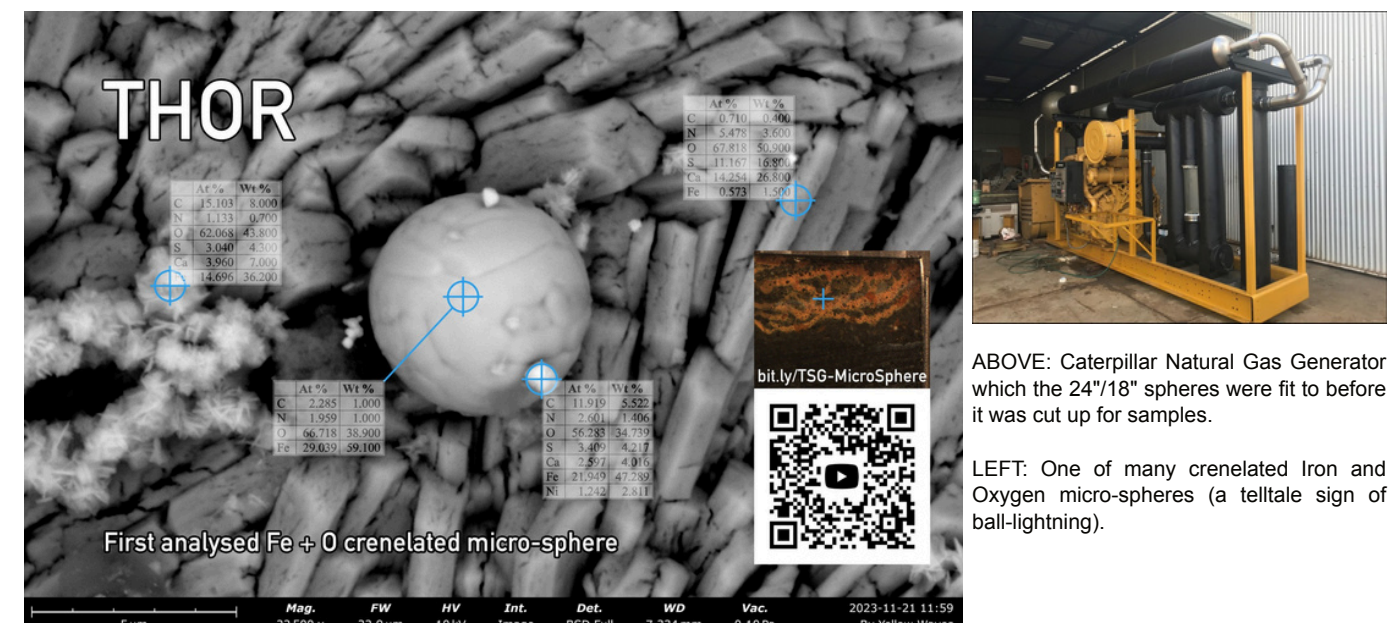 THOR
At % Wt %
C 0.710 0.400
N 5.478 3.600
O 67.818 50.900
S 11.167 16.800
Ca 14.254 26.800
Fe 0.573 1.500
At % Wt %
C 15.103 8.000
N 1.133 0.700
O 62.068 43.800
S 3.040 4.300
Ca 3.960 7.000
14.696 36.200
bit.ly/TSG-MicroSphere
At % Wt %
C 2.285 1.000
N 1.959 1.000
O 66.718 38.900
Fe 29.039 59.100
At % Wt %
C 11.919 5.522
N 2.601 1.406
O 56.283 34.739
S 3.409 4.217
Ca 2.597 4.016
Fe 21.949 47.289
Ni 1.242 2.811
First analysed Fe + O crenelated micro-sphere
Mag. FW HV Int. Det. WD Vac. 2023-11-21 11:59
ABOVE: Caterpillar Natural Gas Generator
which the 24"/18" spheres were fit to before
it was cut up for samples.
LEFT: One of many crenelated Iron and
Oxygen micro-spheres (a telltale sign of
ball-lightning).